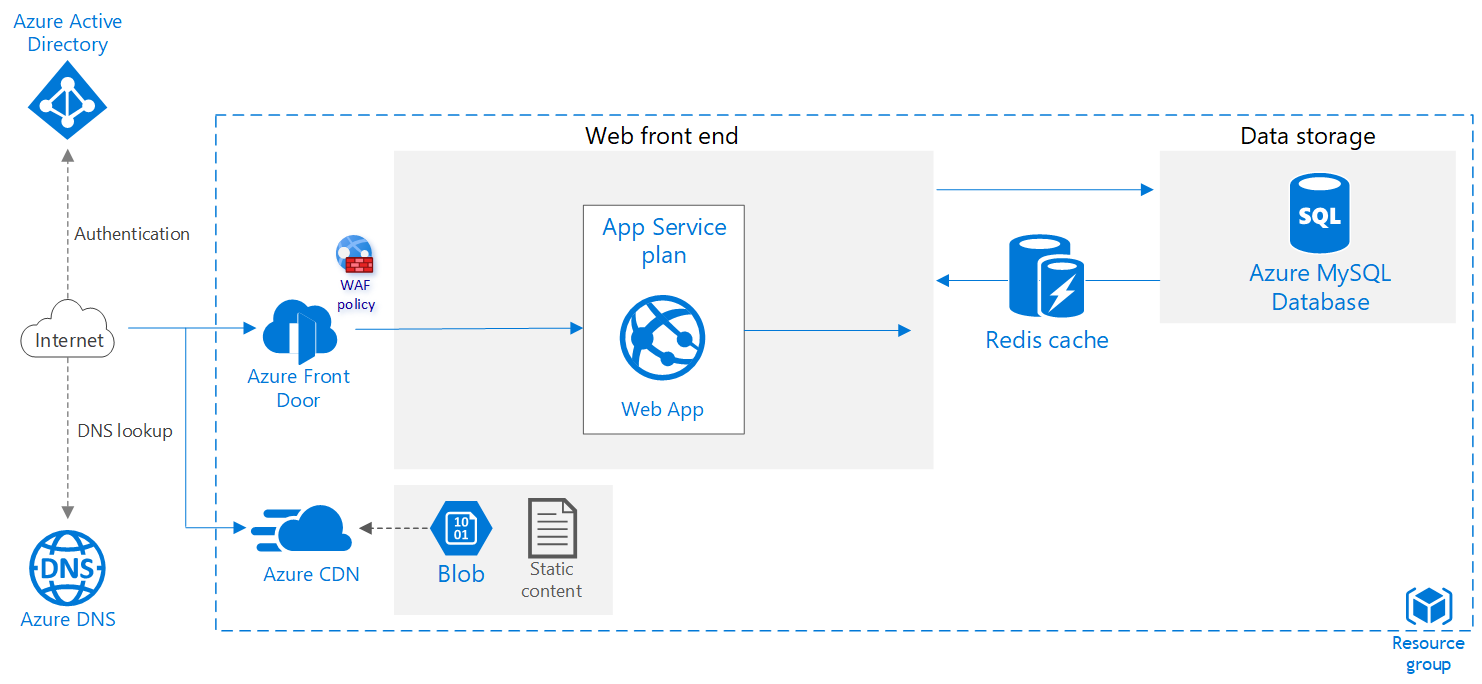 Azure Active
Directory
Authentication
Internet
DNS lookup
DNS
Azure DNS
Web front end
Data storage
WAF
policy
Azure Front
Door
App Service
plan
Web App
Redis cache
SQL
Azure MySQL
Database
Azure CDN
10
01
Blob
Static
content
Resource
group